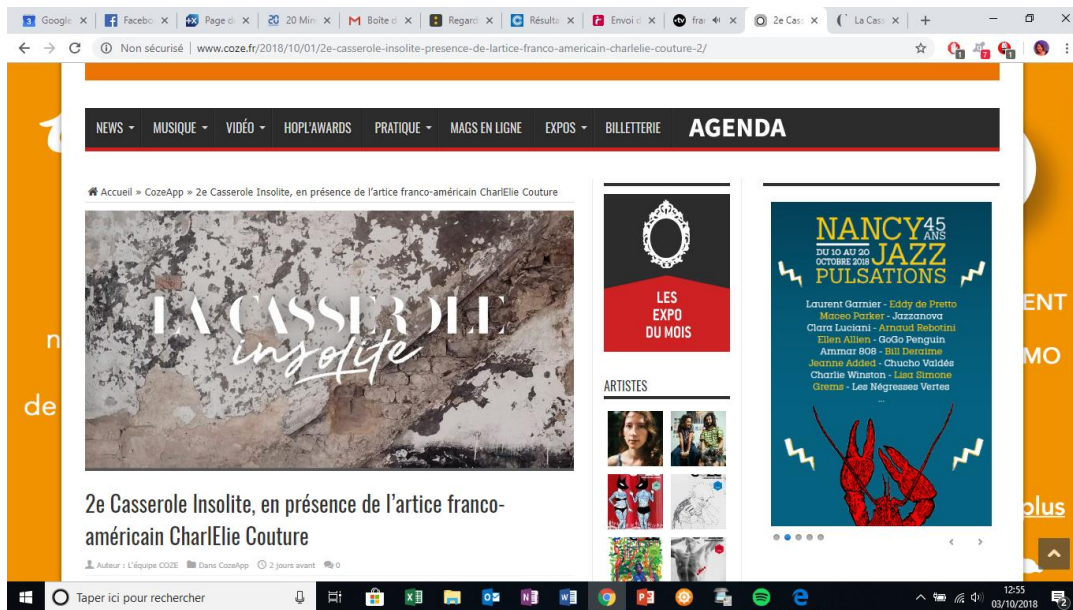 Google
Facebo
Page d
20 Min
Boîte d
Regard
Résulta
Envoi d
frai
2e Cass
La Cass
Non sécurisé | www.coze.fr/2018/10/01/2e-casserole-insolite-presence-de-lartice-franco-americain-charlelie-couture-2/
NEWS MUSIQUE VIDÉO HOPL'AWARDS PRATIQUE MAGS EN LIGNE EXPOS BILLETTERIE AGENDA
Accueil » CozeApp » 2e Casserole Insolite, en présence de l'artice franco-américain CharlElie Couture
LA CASSEROLE
insolite
2e Casserole Insolite, en présence de l'artice franco-
américain CharlElie Couture
Auteur : L'équipe COZE Dans CozeApp 2 jours avant 0
LES
EXPO
DU MOIS
ARTISTES
NANCY 45
ANS
DU 10 AU 20
OCTOBRE 2018
JAZZ
PULSATIONS
Laurent Garnier - Eddy de Pretto
Maceo Parker - Jazzanova
Clara Luciani - Arnaud Rebotini
Ellen Allien - GoGo Penguin
Ammar 808 - Bill Deraime
Jeanne Added - Chucho Valdés
Charlie Winston - Lisa Simone
Grems - Les Négresses Vertes
...
ENT
n
MO
de
plus
Taper ici pour rechercher
12:55
03/10/2018